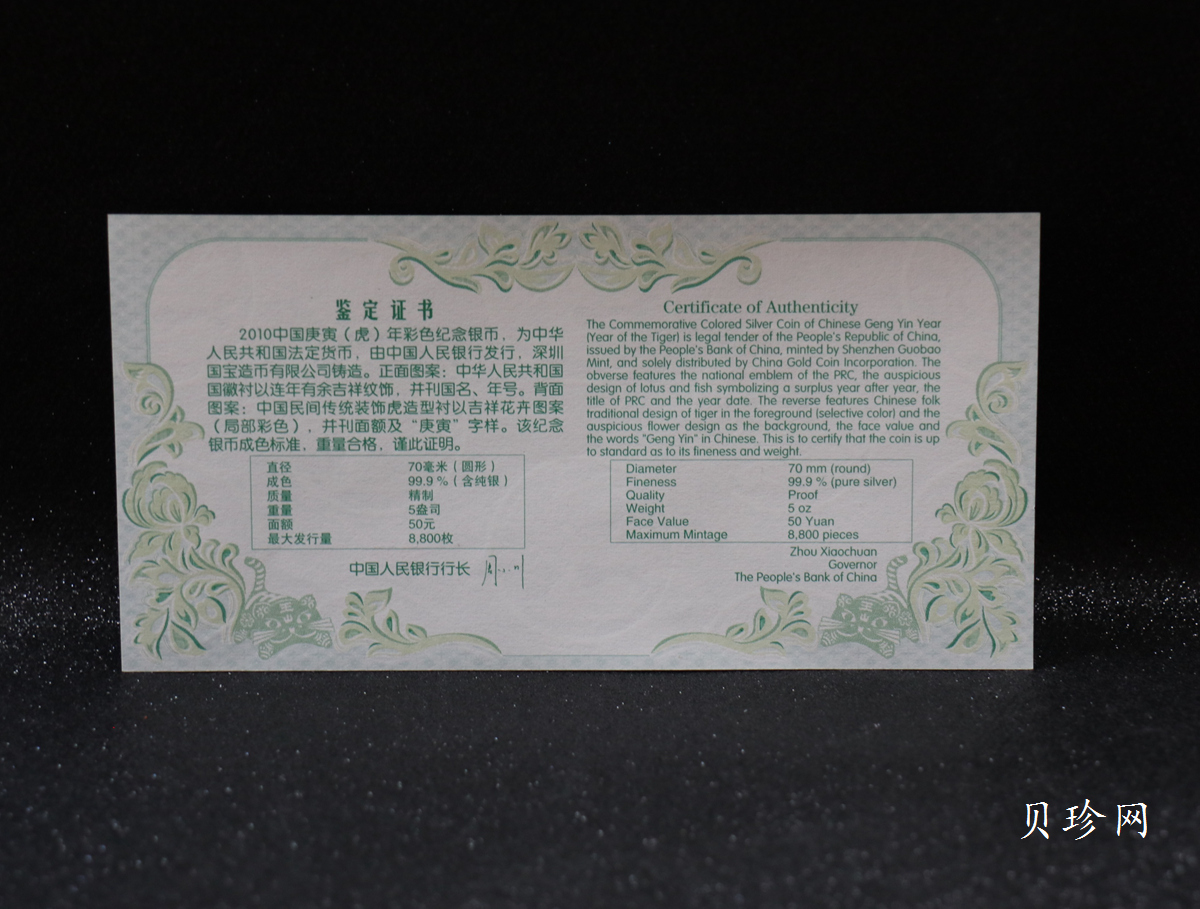 鉴定证书
2010中国庚寅（虎）年彩色纪念银币，为中华
人民共和国法定货币，由中国人民银行发行，深圳
国宝造币有限公司铸造。正面图案：中华人民共和国
国徽衬以连年有余吉祥纹饰，并刊国名、年号。背面
图案：中国民间传统装饰虎造型衬以吉祥花卉图案
（局部彩色），并刊面额及“庚寅”字样。该纪念
银币成色标准，重量合格，谨此证明。
直径 70毫米（圆形）
成色 99.9％（含纯银）
质量 精制
重量 5盎司
面额 50元
最大发行量 8,800枚
中国人民银行行长
Certificate of Authenticity
The Commemorative Colored Silver Coin of Chinese Geng Yin Year
(Year of the Tiger) is legal tender of the People's Republic of China,
issued by the People's Bank of China, minted by Shenzhen Guobao
Mint, and solely distributed by China Gold Coin Incorporation. The
obverse features the national emblem of the PRC, the auspicious
design of lotus and fish symbolizing a surplus year after year, the
title of PRC and the year date. The reverse features Chinese folk
traditional design of tiger in the foreground (selective color) and the
auspicious flower design as the background, the face value and
the words "Geng Yin" in Chinese. This is to certify that the coin is up
to standard as to its fineness and weight.
Diameter 70 mm (round)
Fineness 99.9 % (pure silver)
Quality Proof
Weight 5 oz
Face Value 50 Yuan
Maximum Mintage 8,800 pieces
Zhou Xiaochuan
Governor
The People's Bank of China
贝珍网